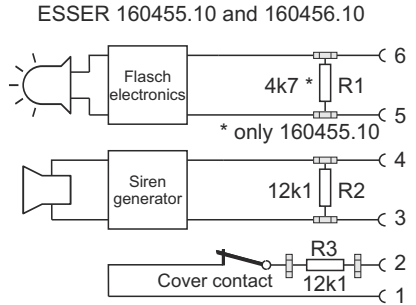 ESSER 160455.10 and 160456.10
6
Flasch
electronics
4k7 * R1
5
* only 160455.10
4
Siren
generator
12k1 R2
3
R3
2
Cover contact
12k1
1